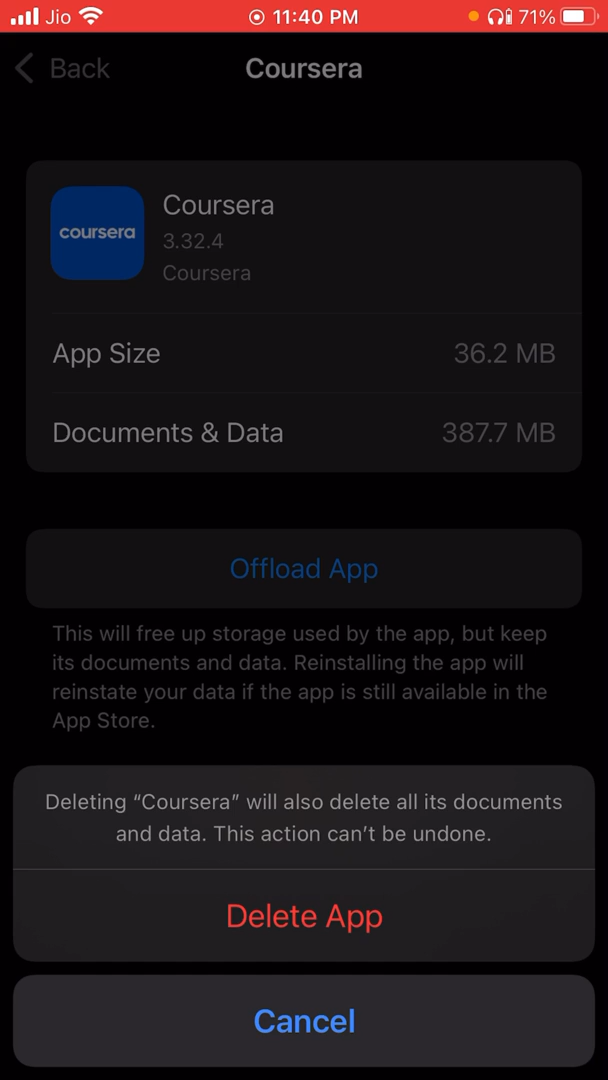 Jio 11:40 PM 71%
Back Coursera
coursera
Coursera
3.32.4
Coursera
App Size 36.2 MB
Documents & Data 387.7 MB
Offload App
This will free up storage used by the app, but keep
its documents and data. Reinstalling the app will
reinstate your data if the app is still available in the
App Store.
Deleting “Coursera” will also delete all its documents
and data. This action can’t be undone.
Delete App
Cancel